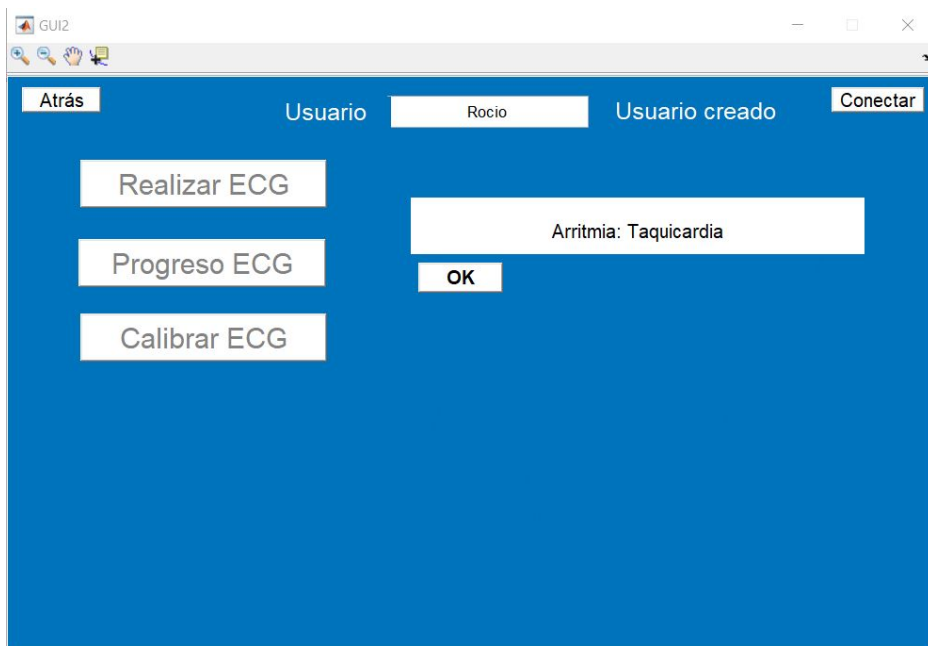 GUI2
Atrás
Usuario
Rocio
Usuario creado
Conectar
Realizar ECG
Arritmia: Taquicardia
Progreso ECG
OK
Calibrar ECG